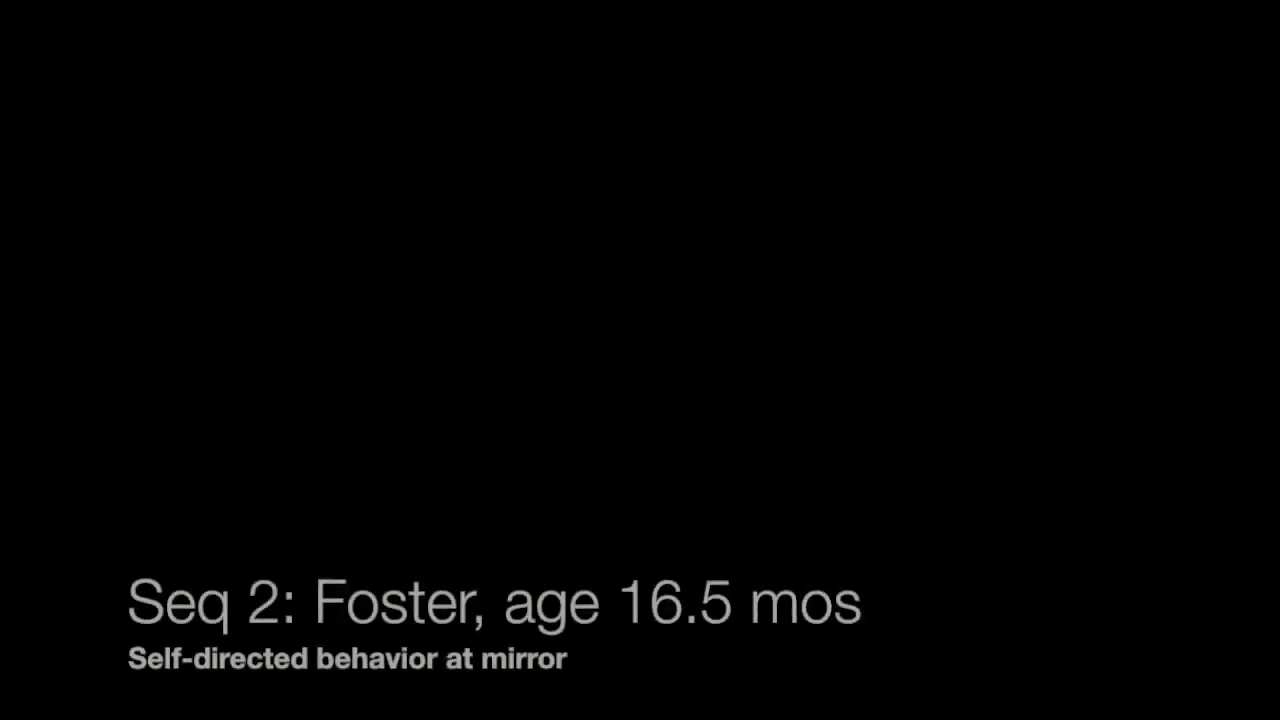 Seq 2: Foster, age 16.5 mos
Self-directed behavior at mirror